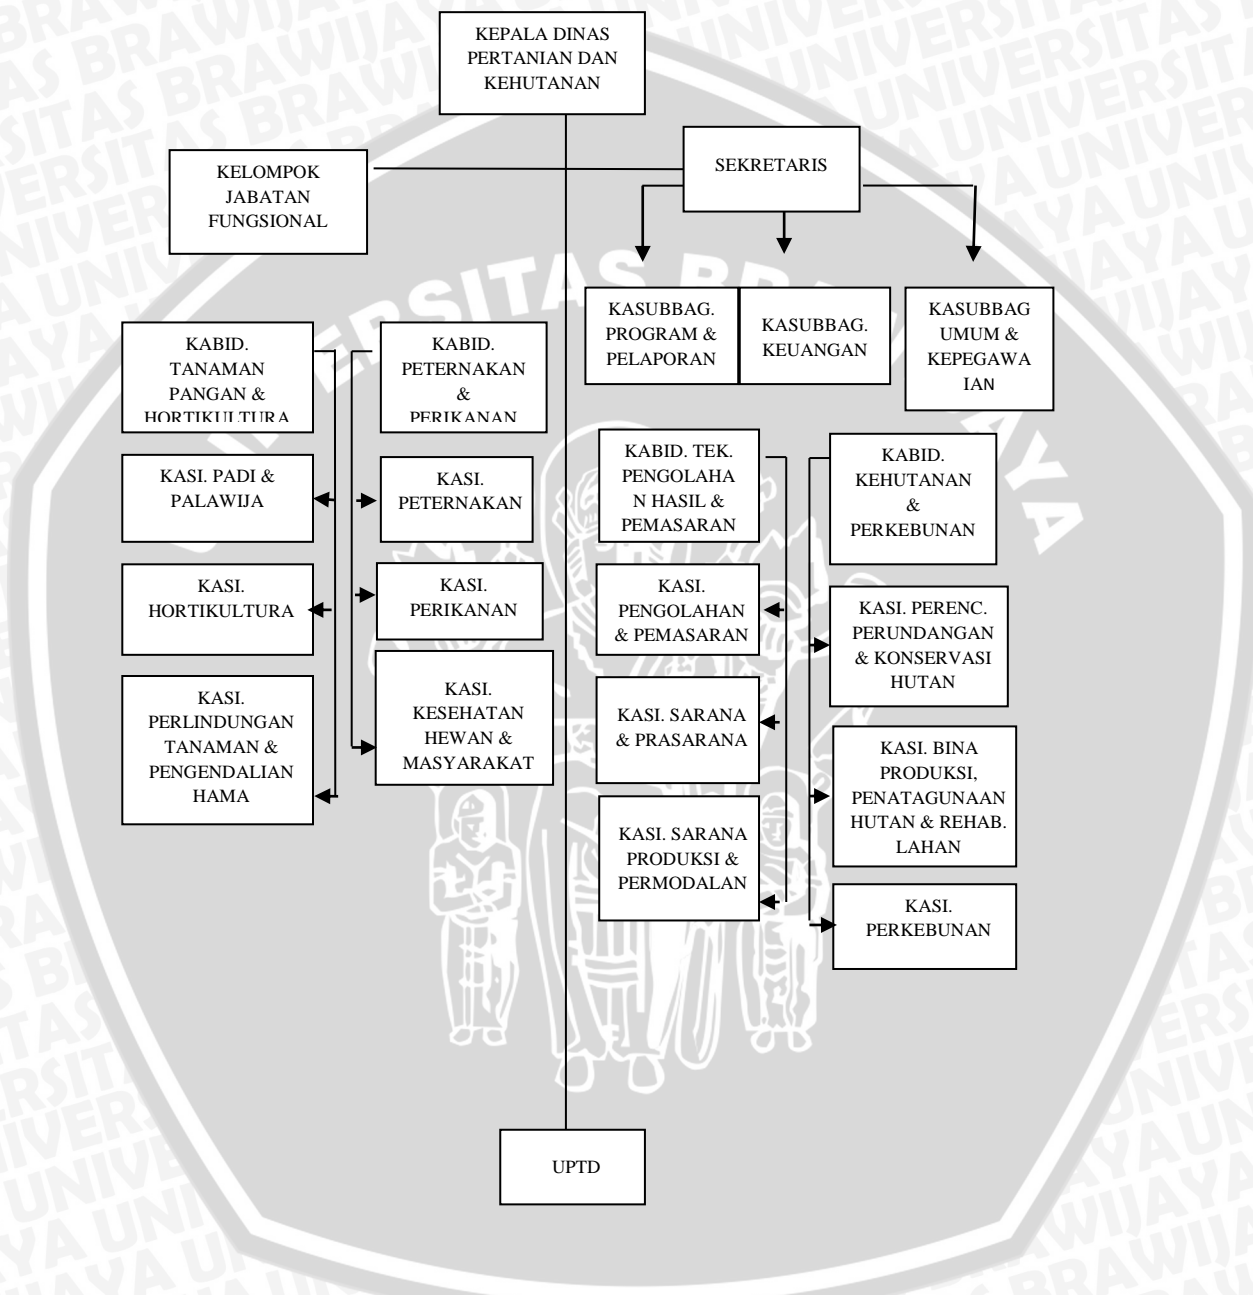 KEPALA DINAS
PERTANIAN DAN
KEHUTANAN
SEKRETARIS
KELOMPOK
JABATAN
FUNGSIONAL
KASUBBAG.
PROGRAM &
PELAPORAN
KASUBBAG.
KEUANGAN
KASUBBAG
UMUM &
KEPEGAWA
IAN
KABID.
TANAMAN
PANGAN &
HORTIKULTURA
KABID.
PETERNAKAN
&
PERIKANAN
KASI. PADI &
PALAWIJA
KASI.
PETERNAKAN
KASI.
HORTIKULTURA
KASI.
PERIKANAN
KASI.
PERLINDUNGAN
TANAMAN &
PENGENDALIAN
HAMA
KASI.
KESEHATAN
HEWAN &
MASYARAKAT
KABID. TEK.
PENGOLAHA
N HASIL &
PEMASARAN
KABID.
KEHUTANAN
&
PERKEBUNAN
KASI.
PENGOLAHAN
& PEMASARAN
KASI. PERENC.
PERUNDANGAN
& KONSERVASI
HUTAN
KASI. SARANA
& PRASARANA
KASI. BINA
PRODUKSI,
PENATAGUNAAN
HUTAN & REHAB.
LAHAN
KASI. SARANA
PRODUKSI &
PERMODALAN
KASI.
PERKEBUNAN
UPTD